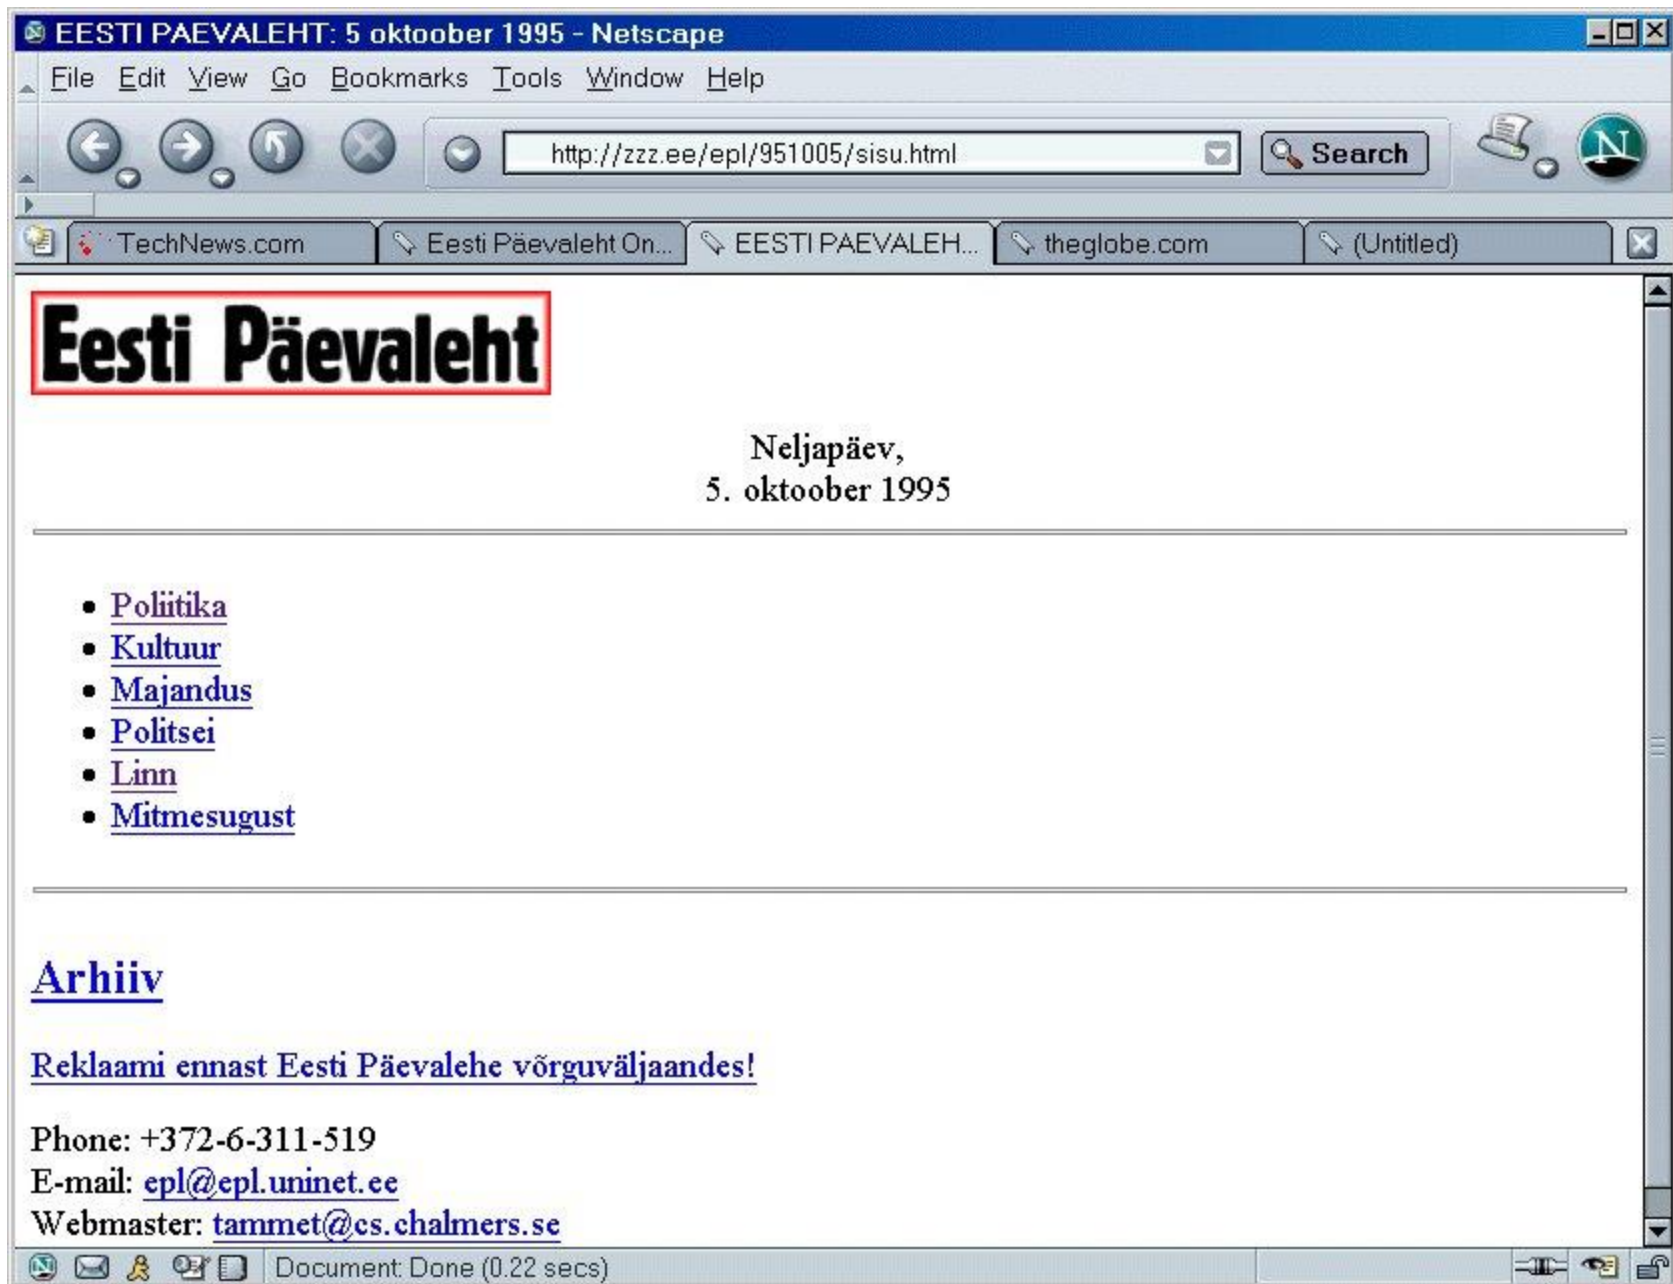 EESTI PAEVALEHT: 5 oktoober 1995 - Netscape
File Edit View Go Bookmarks Tools Window Help
http://zzz.ee/epl/951005/sisu.html
Search
N
TechNews.com
Eesti Päevaleht On...
EESTI PAEVALEH...
theglobe.com
(Untitled)
Eesti Päevaleht
Neljapäev,
5. oktoober 1995
Poliitika
Kultuur
Majandus
Politsei
Linn
Mitmesugust
Arhiiv
Reklaami ennast Eesti Päevalehe võrguväljaandes!
Phone: +372-6-311-519
E-mail: epl@epl.uninet.ee
Webmaster: tammet@cs.chalmers.se
Document: Done (0.22 secs)